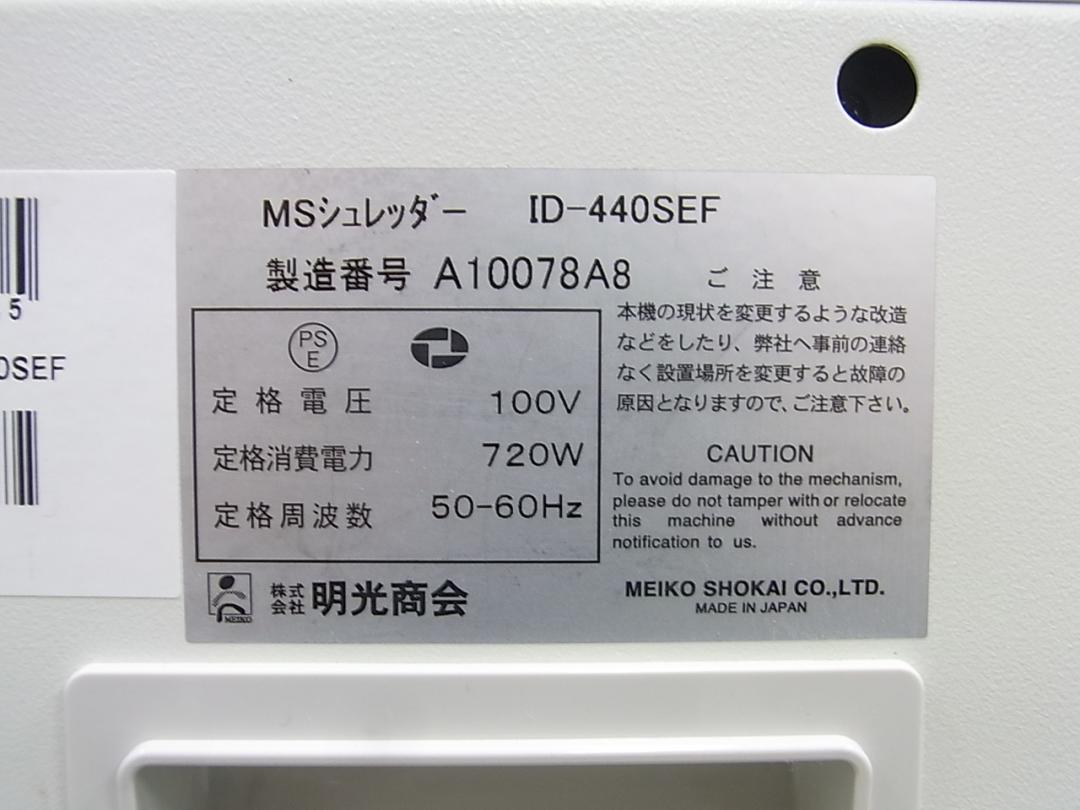 MSシュレッダー ID-440SEF
製造番号 A10078A8
ご注意
本機の現状を変更するような改造
などをしたり、弊社へ事前の連絡
なく設置場所を変更すると故障の
原因となりますので、ご注意下さい。
PS
E
定格電圧 100V
定格消費電力 720W
定格周波数 50-60Hz
CAUTION
To avoid damage to the mechanism,
please do not tamper with or relocate
this machine without advance
notification to us.
MEIKO
株式
会社 明光商会
MEIKO SHOKAI CO.,LTD.
MADE IN JAPAN
5
0SEF